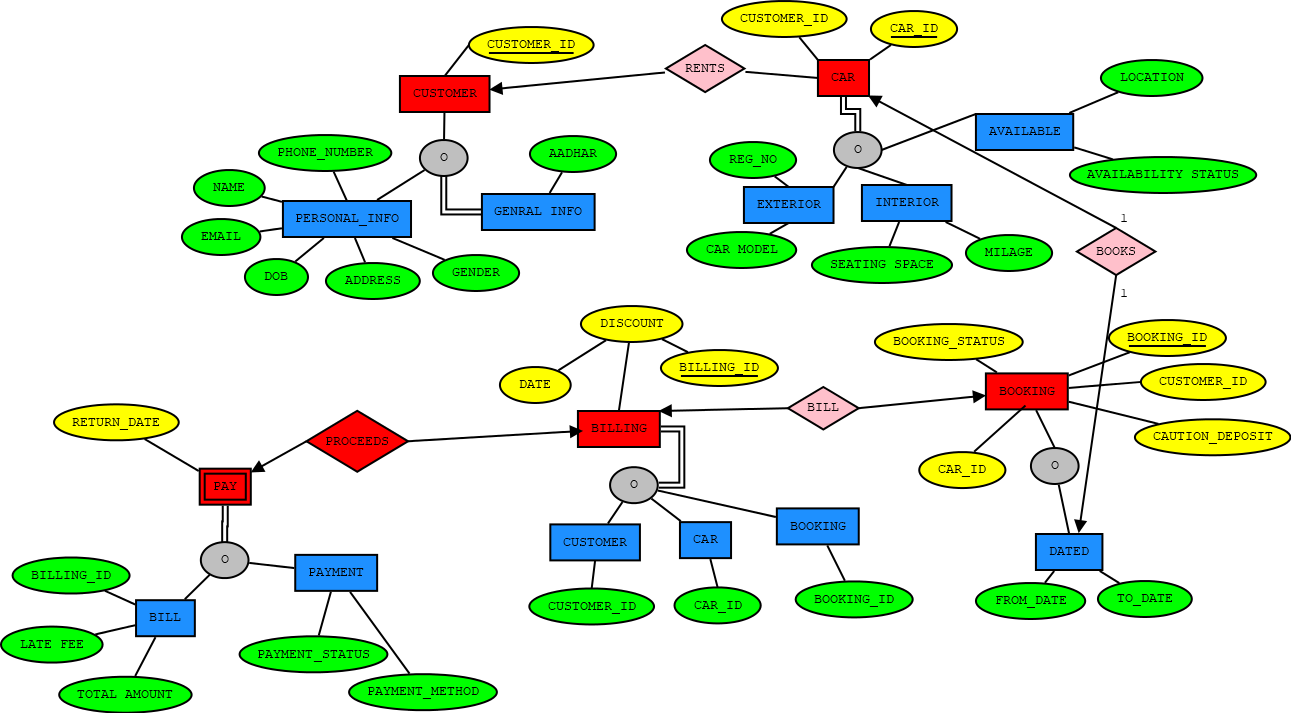 CUSTOMER_ID
CAR_ID
CUSTOMER_ID
RENTS
CAR
LOCATION
CUSTOMER
AVAILABLE
PHONE_NUMBER
O
AADHAR
O
REG_NO
AVAILABILITY STATUS
NAME
PERSONAL_INFO
GENRAL INFO
EXTERIOR
INTERIOR
1
EMAIL
CAR MODEL
SEATING SPACE
MILAGE
BOOKS
DOB
ADDRESS
GENDER
1
DISCOUNT
BOOKING_STATUS
BOOKING_ID
DATE
BILLING_ID
CUSTOMER_ID
BOOKING
BILL
RETURN_DATE
PROCEEDS
BILLING
CAUTION_DEPOSIT
CAR_ID
O
PAY
O
BOOKING
CUSTOMER
CAR
DATED
O
PAYMENT
BILLING_ID
BILL
CUSTOMER_ID
CAR_ID
BOOKING_ID
FROM_DATE
TO_DATE
LATE FEE
PAYMENT_STATUS
TOTAL AMOUNT
PAYMENT_METHOD